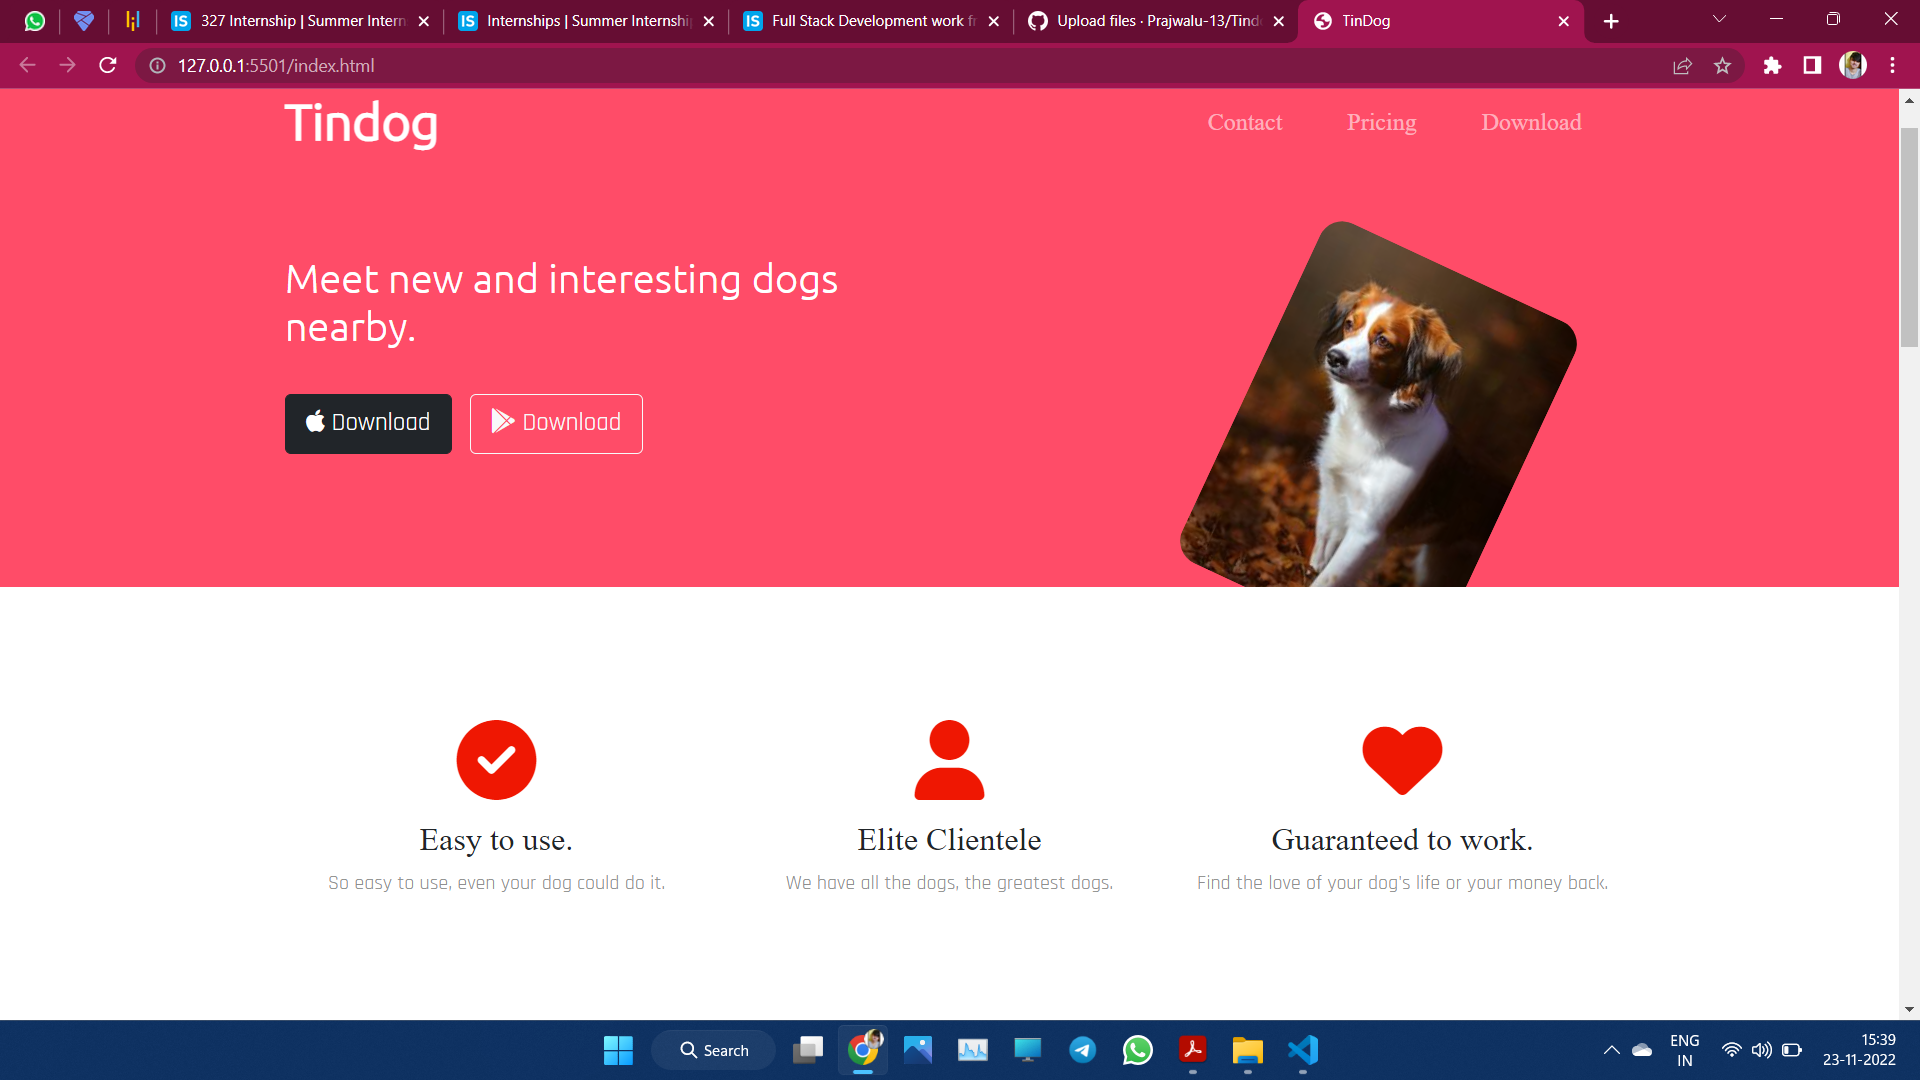 327 Internship | Summer Intern
Internships | Summer Internshi
Full Stack Development work fr
Upload files · Prajwalu-13/Tind
TinDog
127.0.0.1:5501/index.html
Tindog
Contact
Pricing
Download
Meet new and interesting dogs
nearby.
Download
Download
Easy to use.
So easy to use, even your dog could do it.
Elite Clientele
We have all the dogs, the greatest dogs.
Guaranteed to work.
Find the love of your dog's life or your money back.
Search
ENG
IN
15:39
23-11-2022